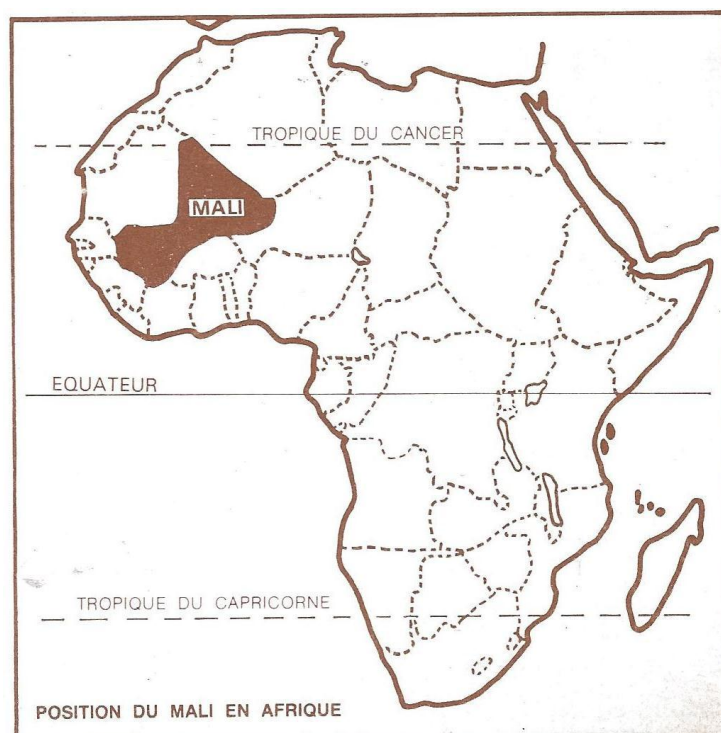 TROPIQUE DU CANCER
MALI
EQUATEUR
TROPIQUE DU CAPRICORNE
POSITION DU MALI EN AFRIQUE